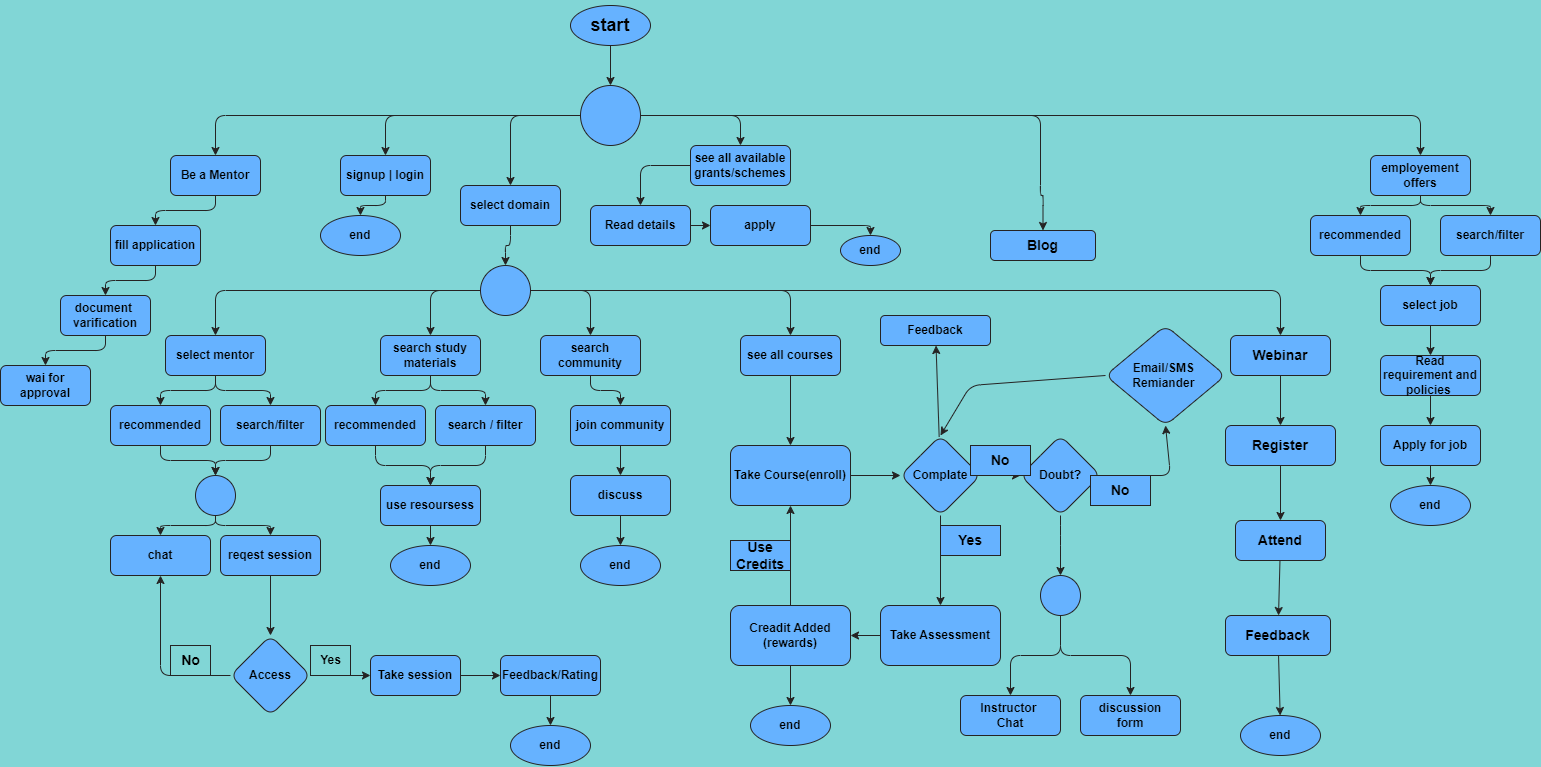 start
Be a Mentor
signup | login
select domain
see all available
grants/schemes
employement
offers
Read details
apply
end
end
Blog
recommended
search/filter
fill application
document
varification
wai for
approval
select job
Read
requirement and
policies
Apply for job
end
select mentor
search study
materials
search
community
see all courses
Feedback
Email/SMS
Remiander
Webinar
recommended
search/filter
recommended
search / filter
join community
Register
use resoursess
discuss
Take Course(enroll)
Complate
No
Doubt?
No
chat
reqest session
end
end
Use
Credits
Yes
Attend
Creadit Added
(rewards)
Take Assessment
Feedback
No
Access
Yes
Take session
Feedback/Rating
end
end
Instructor
Chat
discussion
form
end